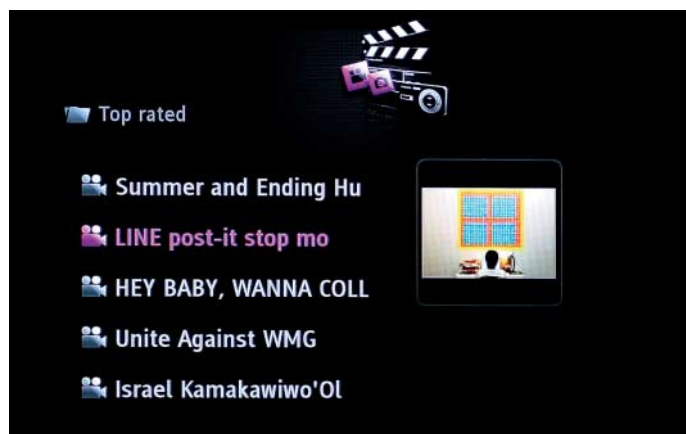 Top rated
Summer and Ending Hu
LINE post-it stop mo
HEY BABY, WANNA COLL
Unite Against WMG
Israel Kamakawiwo'Ol